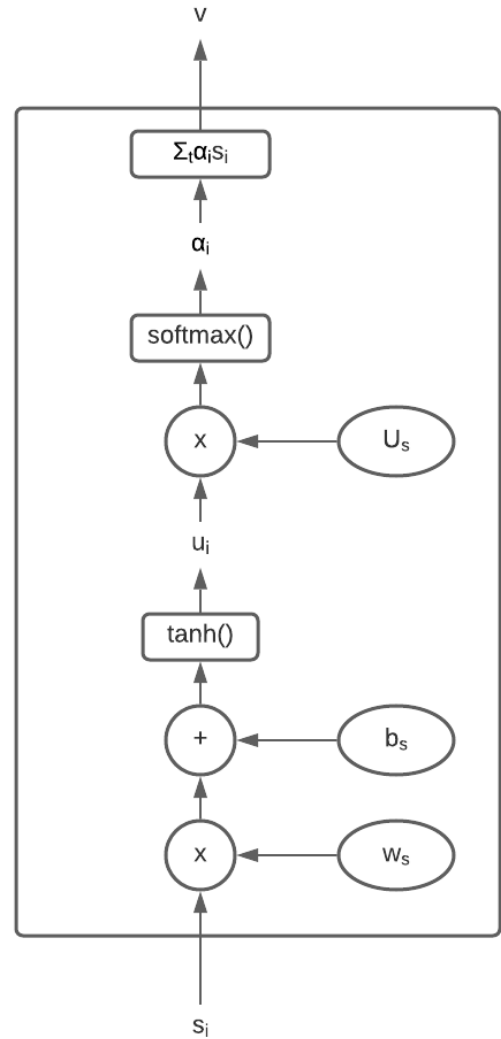 v
Σₜαᵢsᵢ
αᵢ
softmax()
x
Uₛ
uᵢ
tanh()
+
bₛ
x
wₛ
sᵢ